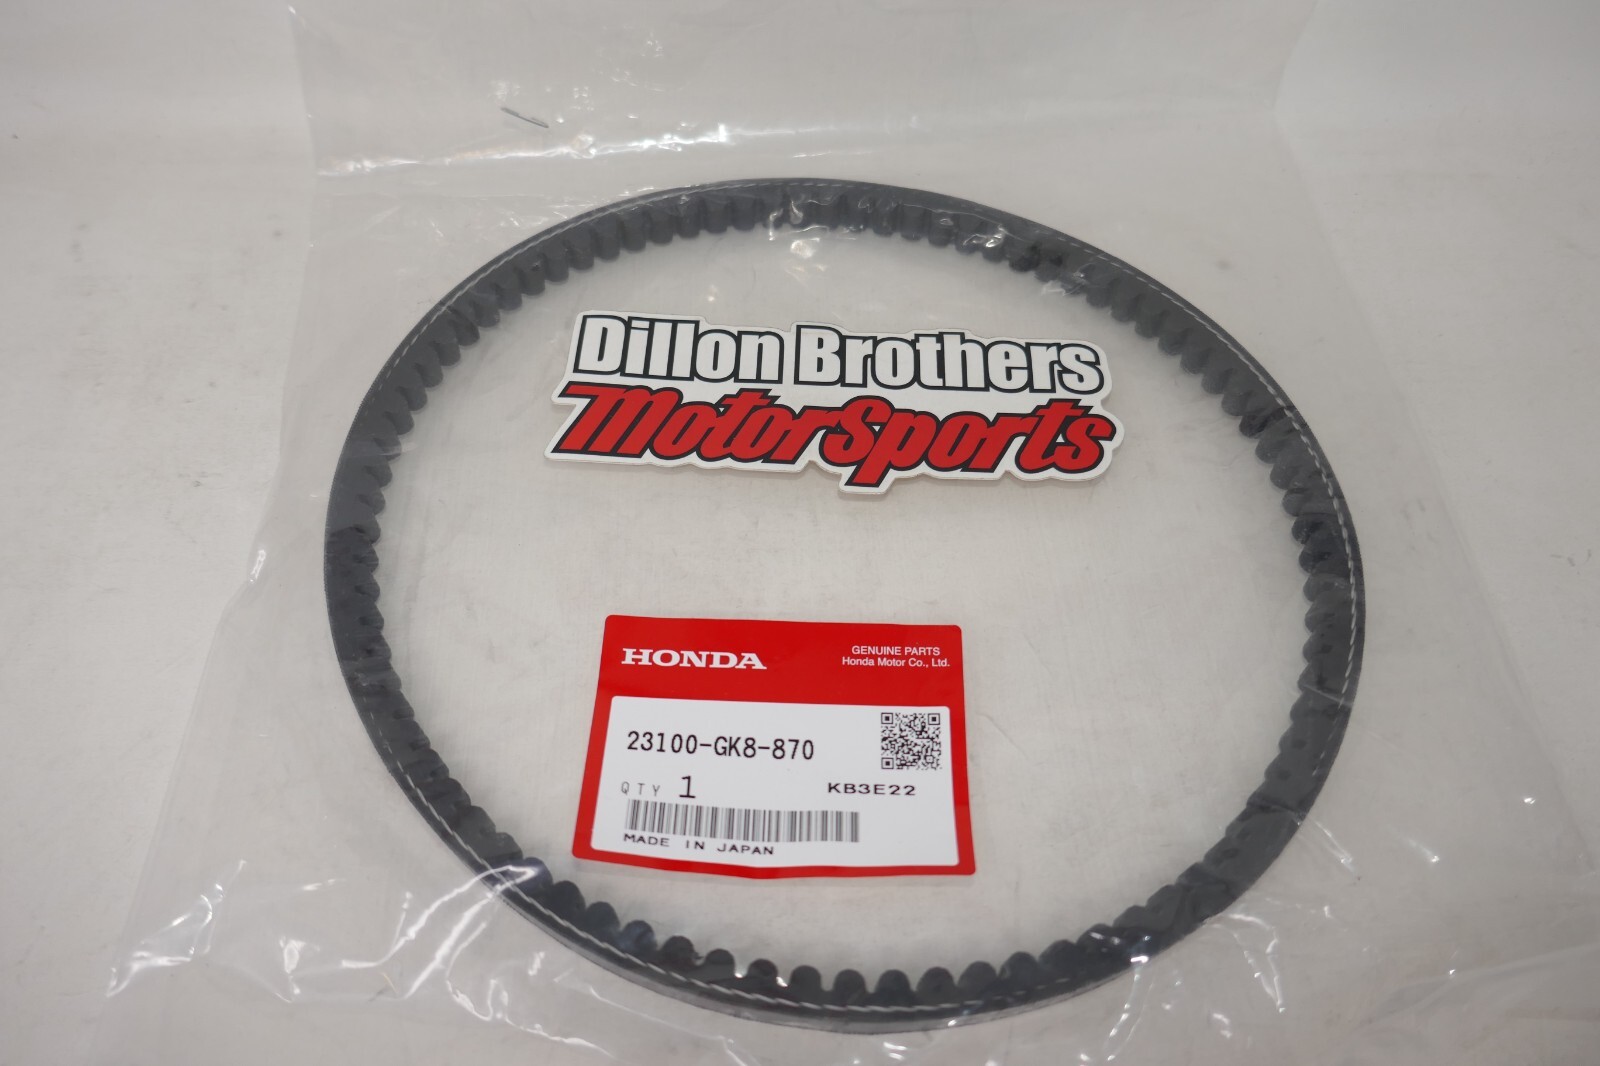 Dillon Brothers
MotorSports
HONDA
GENUINE PARTS
Honda Motor Co., Ltd.
23100-GK8-870
QTY 1
KB3E22
MADE IN JAPAN